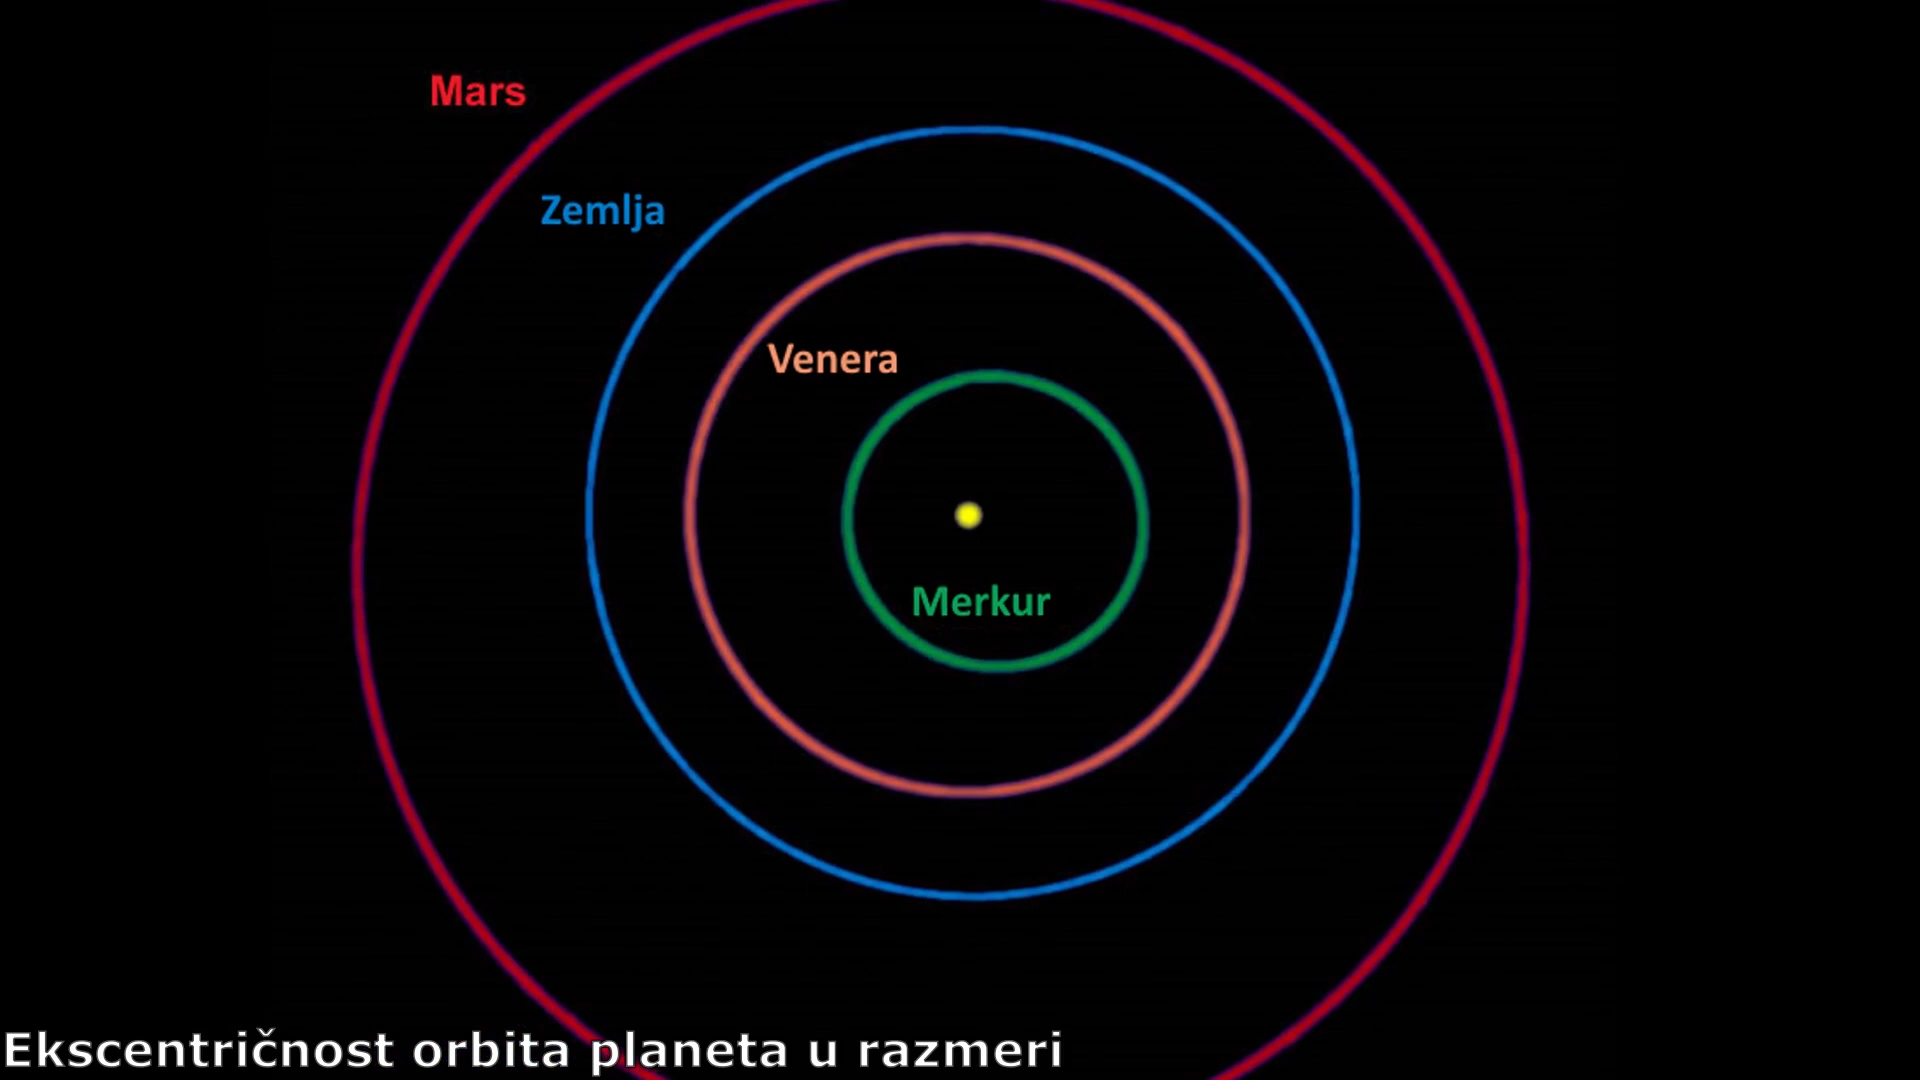 Mars
Zemlja
Venera
Merkur
Ekscentričnost orbita planeta u razmeri